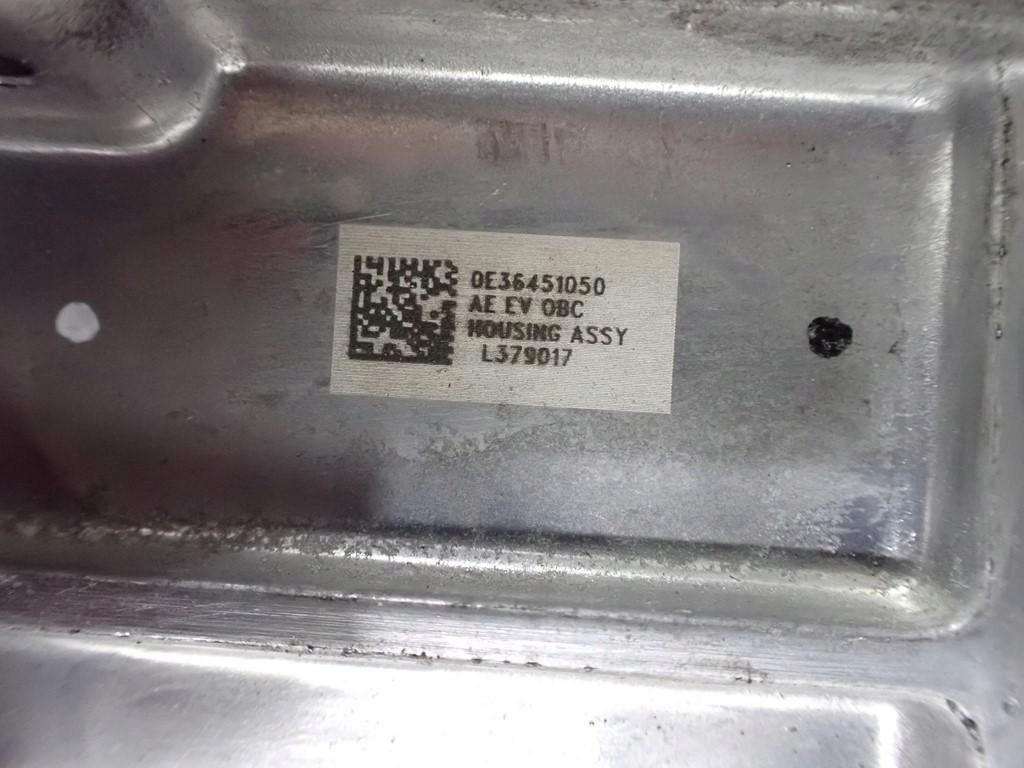 0E36451050
AE EV OBC
HOUSING ASSY
L379017